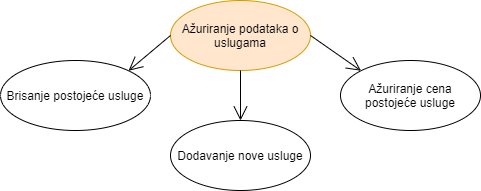 Ažuriranje podataka o
uslugama
Brisanje postojeće usluge
Ažuriranje cena
postojeće usluge
Dodavanje nove usluge